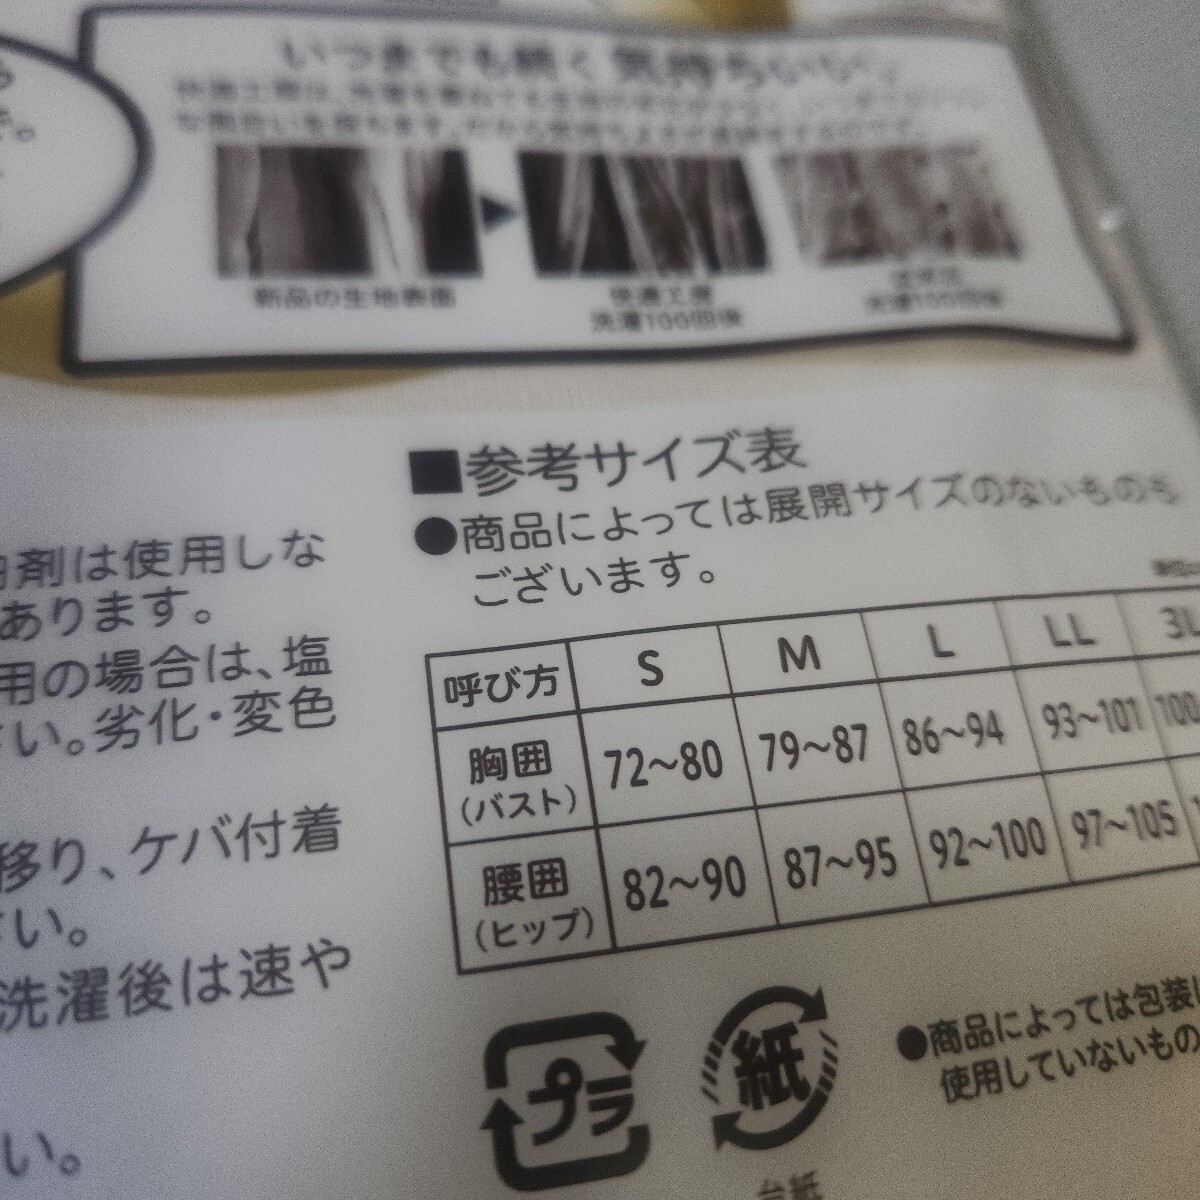 いつまでも続く気持ちいい。
新品の生地表面
快適工房
洗濯100回後
洗濯100回後
剤は使用しな
あります。
用の場合は、塩
い。劣化・変色
移り、ケバ付着
さい。
洗濯後は速や
い。
■参考サイズ表
●商品によっては展開サイズのないものも
ございます。
呼び方 S M L LL 3L
胸囲(バスト) 72～80 79～87 86～94 93～101 100
腰囲(ヒップ) 82～90 87～95 92～100 97～105
プラ
紙
台紙
●商品によっては包装に
使用していないもの